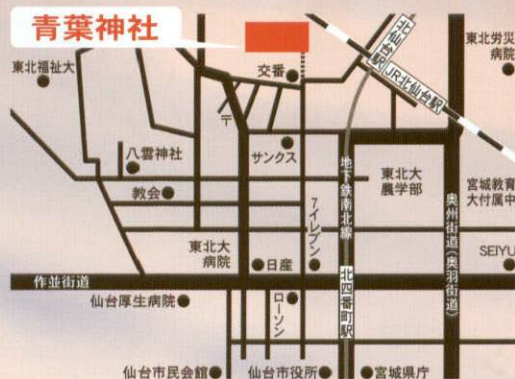 青葉神社
東北福祉大
交番
北仙台駅
JR北仙台駅
東北労災
病院
〒
八雲神社
サンクス
教会
地下鉄南北線
東北大
農学部
宮城教育
大付属中
奥州街道(奥羽街道)
7イレブン
東北大
病院
日産
SEIYU
作並街道
北四番町駅
仙台厚生病院
ローソン
仙台市民会館
仙台市役所
宮城県庁